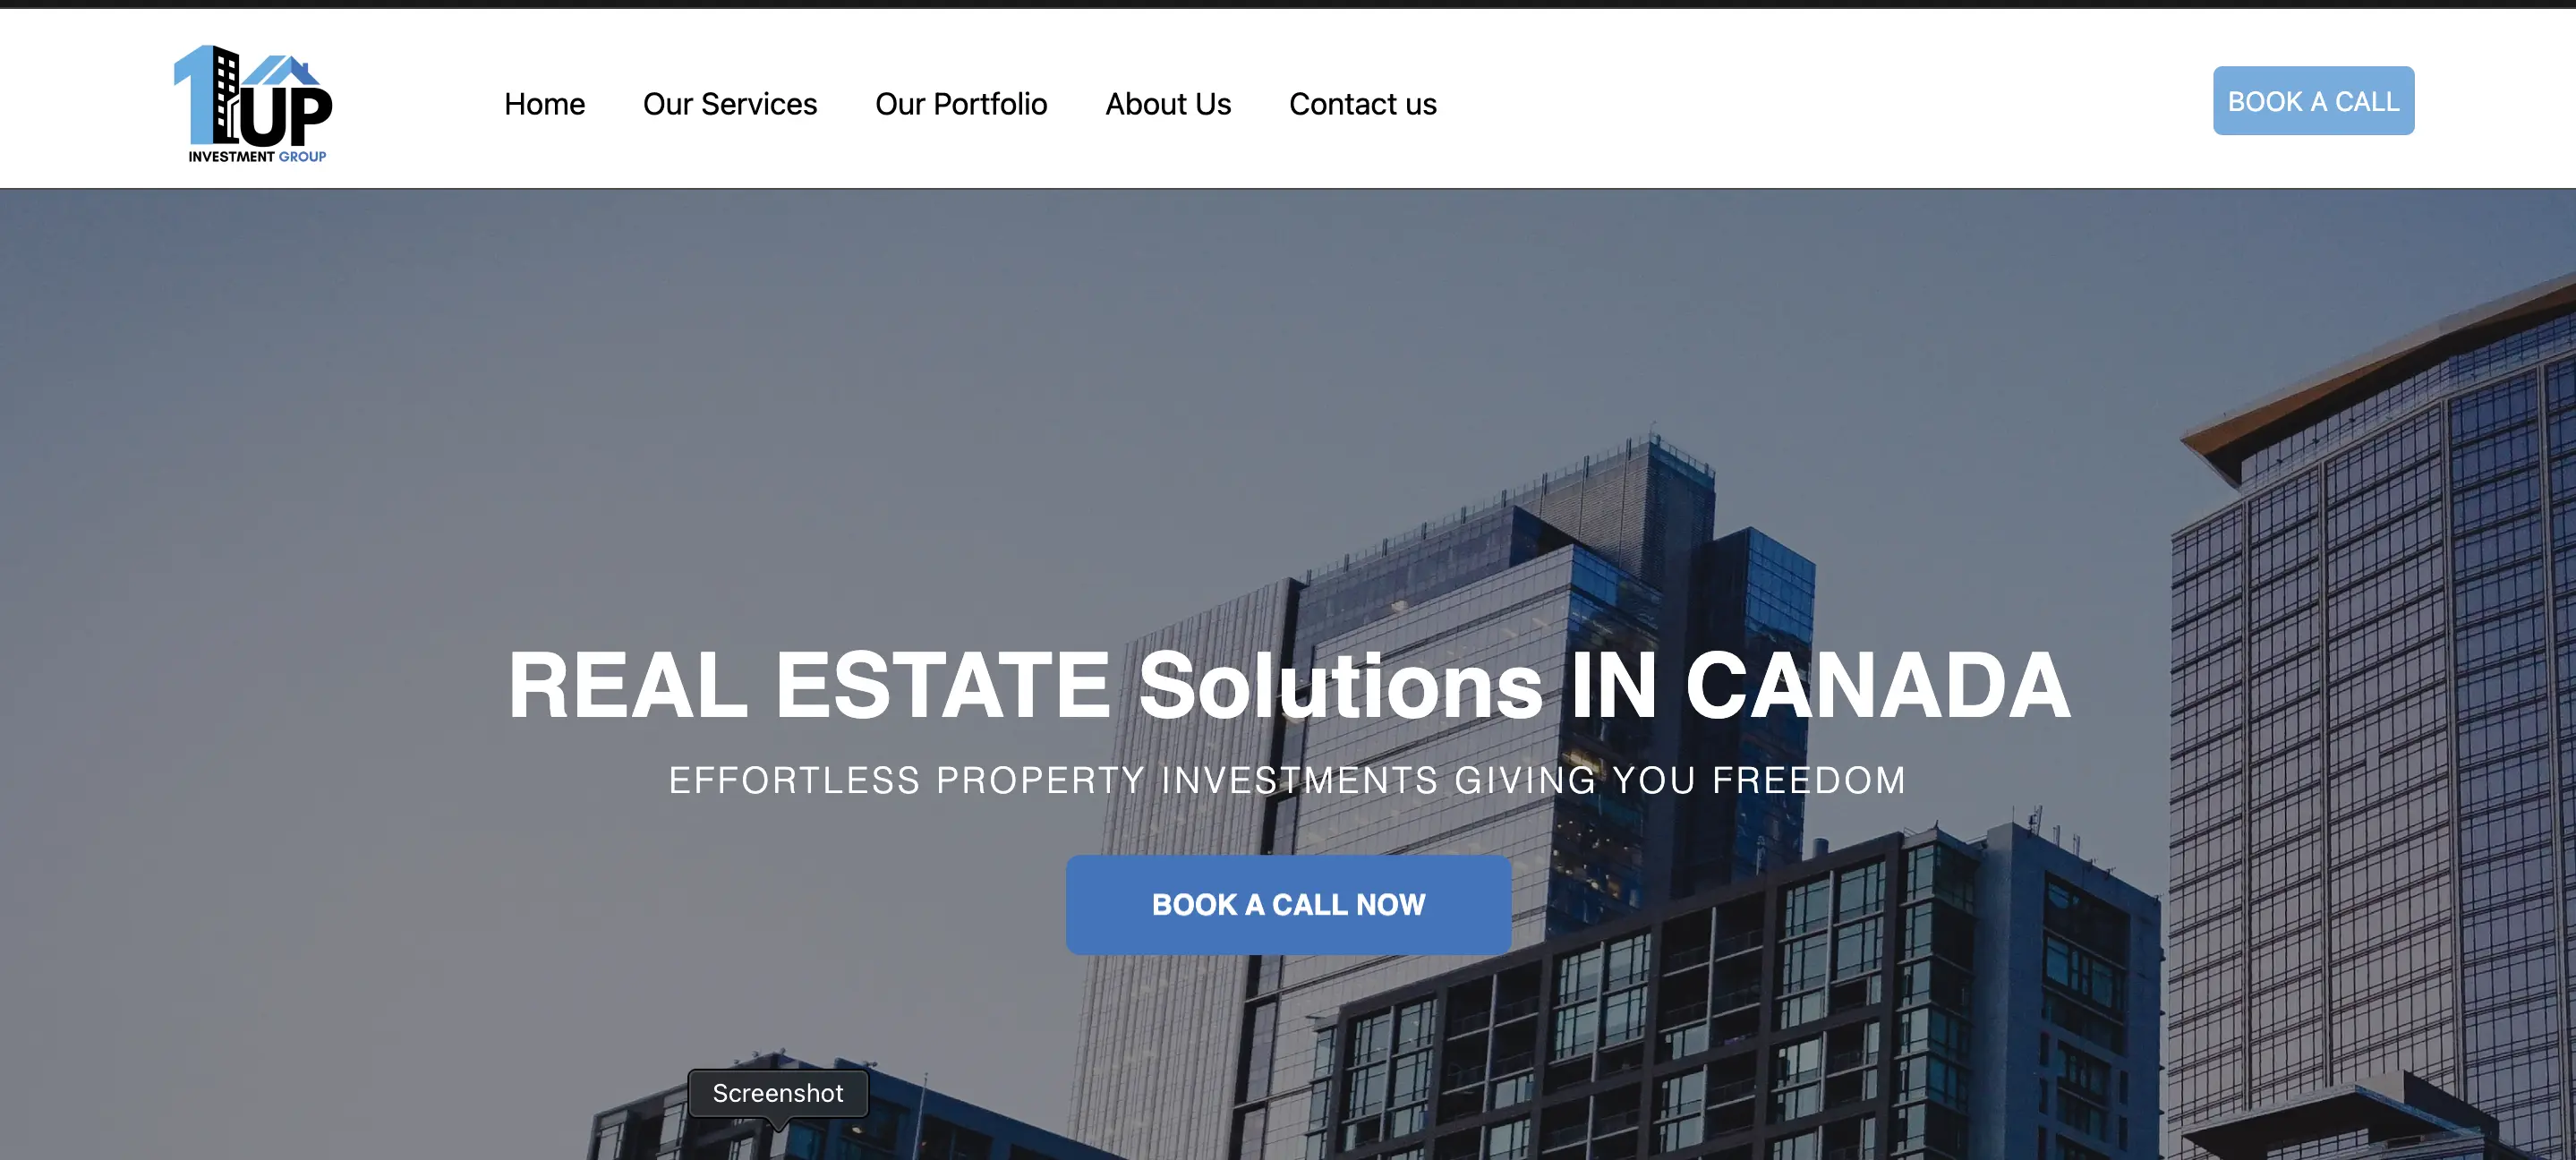 1UP
INVESTMENT GROUP
Home
Our Services
Our Portfolio
About Us
Contact us
BOOK A CALL
REAL ESTATE Solutions IN CANADA
EFFORTLESS PROPERTY INVESTMENTS GIVING YOU FREEDOM
BOOK A CALL NOW
Screenshot